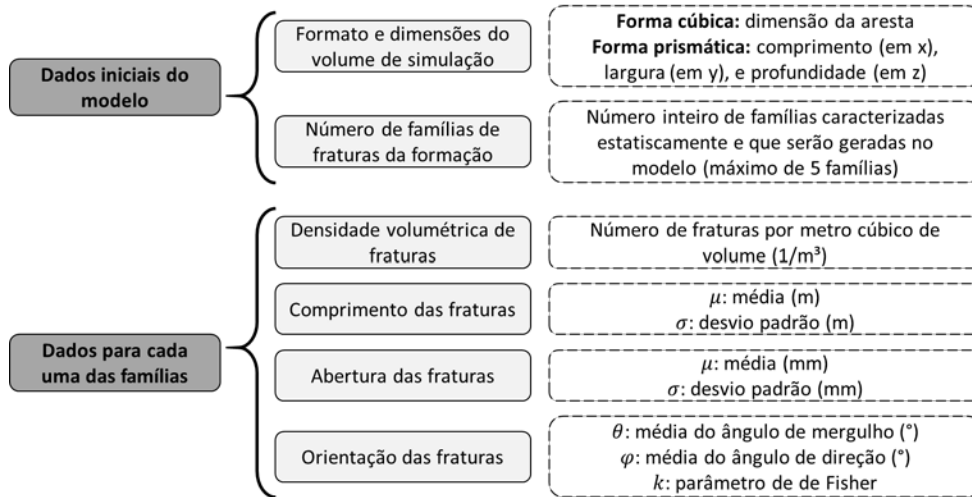 Dados iniciais do
modelo
Formato e dimensões do
volume de simulação
Forma cúbica: dimensão da aresta
Forma prismática: comprimento (em x),
largura (em y), e profundidade (em z)
Número de famílias de
fraturas da formação
Número inteiro de famílias caracterizadas
estatiscamente e que serão geradas no
modelo (máximo de 5 famílias)
Dados para cada
uma das famílias
Densidade volumétrica de
fraturas
Número de fraturas por metro cúbico de
volume (1/m³)
Comprimento das fraturas
μ: média (m)
σ: desvio padrão (m)
Abertura das fraturas
μ: média (mm)
σ: desvio padrão (mm)
Orientação das fraturas
θ: média do ângulo de mergulho (°)
φ: média do ângulo de direção (°)
k: parâmetro de de Fisher